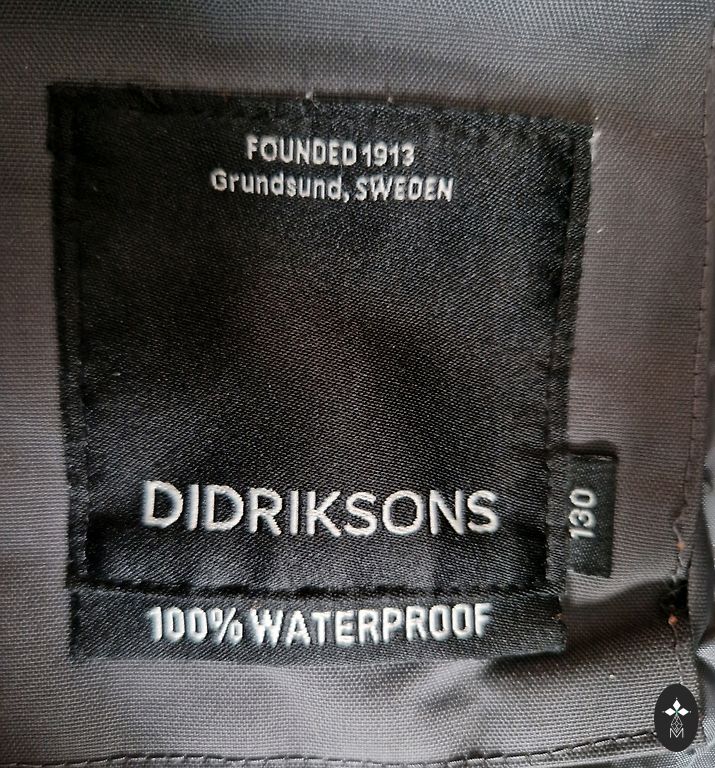 FOUNDED 1913
Grundsund, SWEDEN
DIDRIKSONS
130
100% WATERPROOF
M